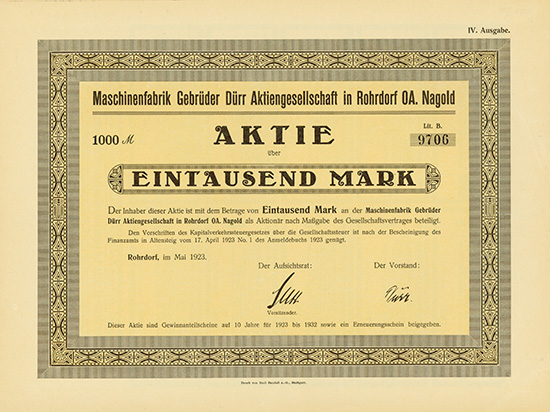 IV. Ausgabe.
Maschinenfabrik Gebrüder Dürr Aktiengesellschaft in Rohrdorf OA. Nagold
1000 M AKTIE Lit. B.
über 9706
EINTAUSEND MARK
Der Inhaber dieser Aktie ist mit dem Betrage von Eintausend Mark an der Maschinenfabrik Gebrüder
Dürr Aktiengesellschaft in Rohrdorf OA. Nagold als Aktionär nach Maßgabe des Gesellschaftsvertrages beteiligt.
Den Vorschriften des Kapitalverkehrsteuergesetzes über die Gesellschaftsteuer ist nach der Bescheinigung des
Finanzamts in Altensteig vom 17. April 1923 No. 1 des Anmeldebuchs 1923 genügt.
Rohrdorf, im Mai 1923.
Der Aufsichtsrat: Der Vorstand:
Dürr
Vorsitzender.
Dieser Aktie sind Gewinnanteilscheine auf 10 Jahre für 1923 bis 1932 sowie ein Erneuerungsschein beigegeben.
Druck von Stuttgart.